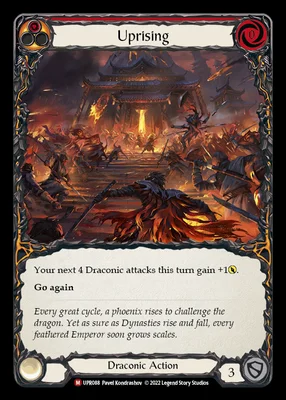 Uprising
Your next 4 Draconic attacks this turn gain +1.
Go again
Every great cycle, a phoenix rises to challenge the
dragon. Yet as sure as Dynasties rise and fall, every
feathered Emperor soon grows scales.
Draconic Action
3
M UPR088 Pavel Kondrashov © 2022 Legend Story Studios